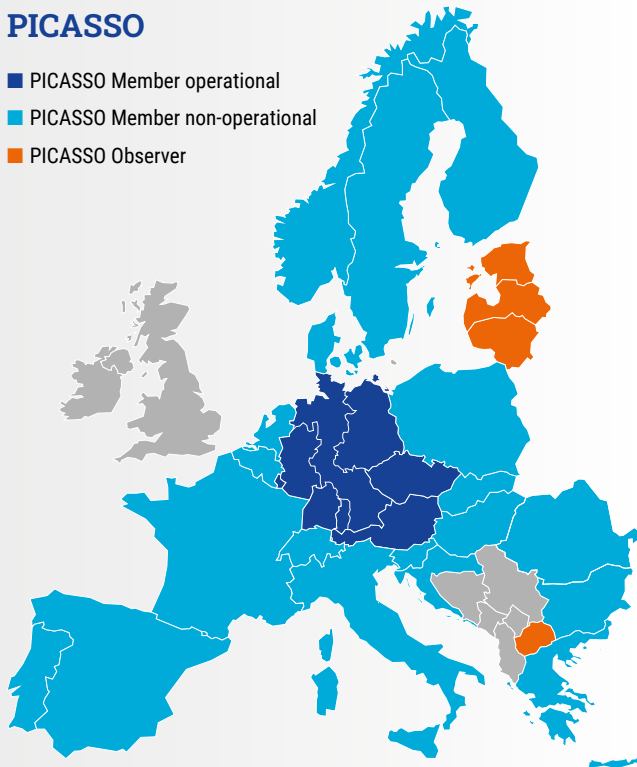 PICASSO
PICASSO Member operational
PICASSO Member non-operational
PICASSO Observer